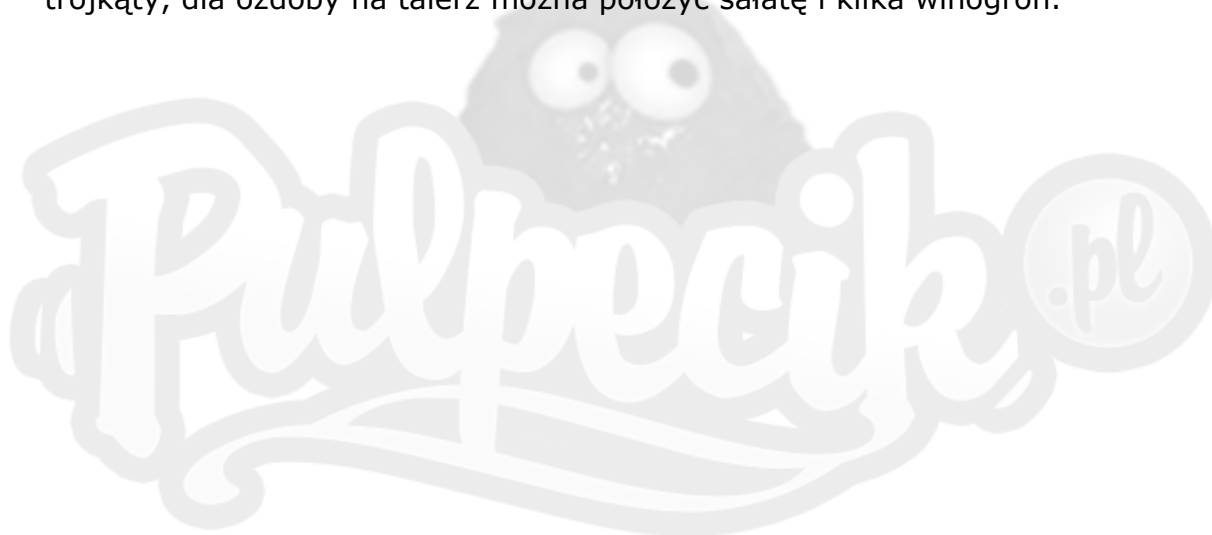 trójkąty, dla ozdoby na talerz można położyć sałatę i kilka winogron.
Pulpecik
.pl